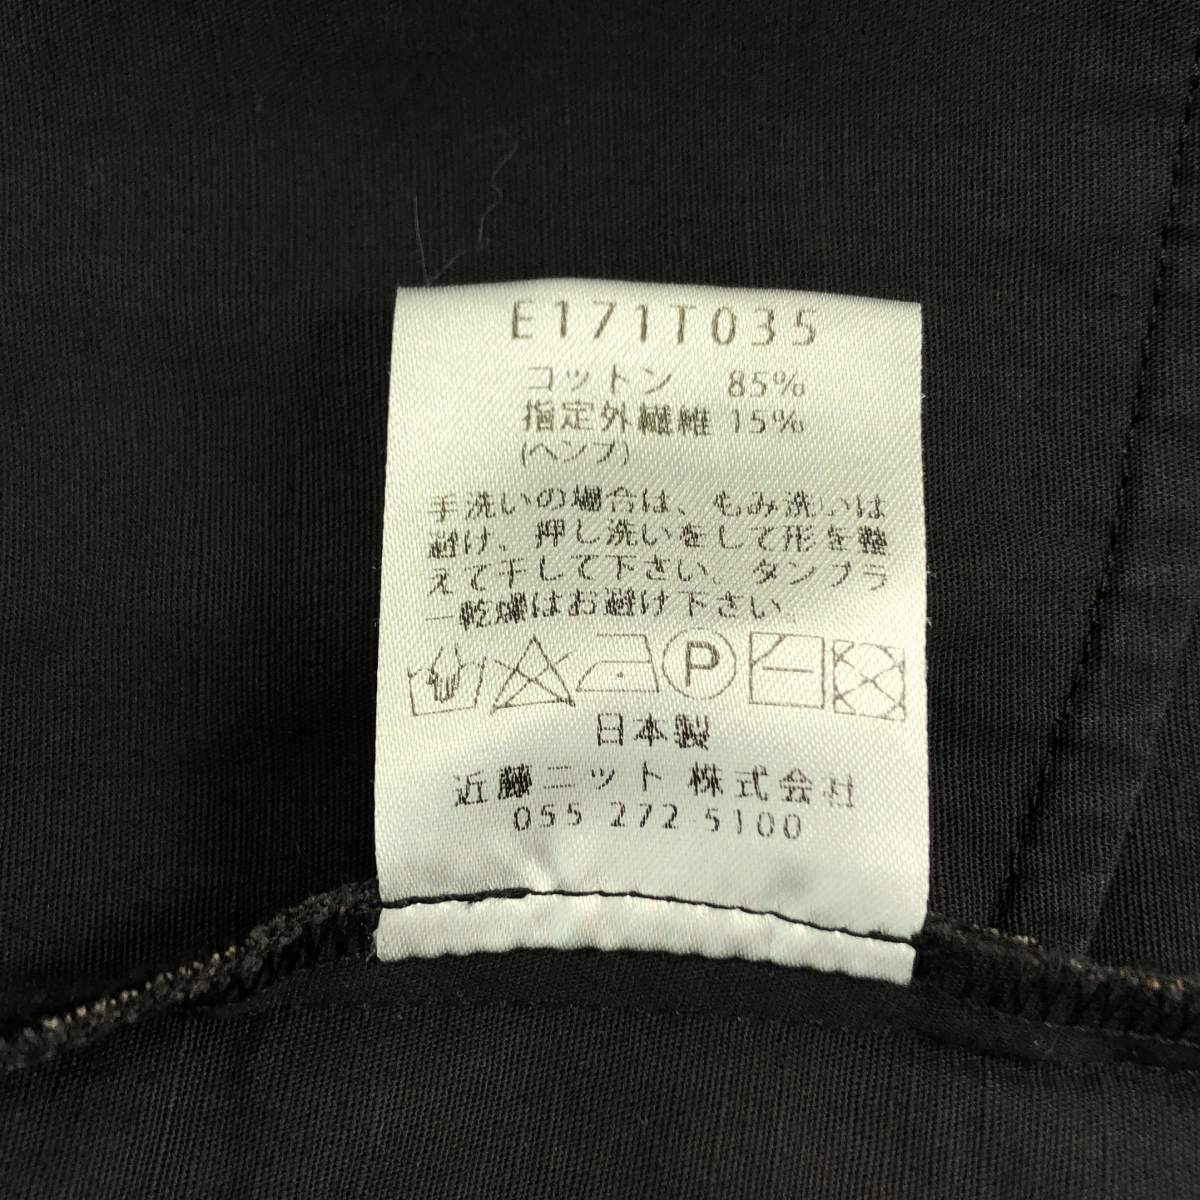 E171T035
コットン 85%
指定外繊維 15%
(ヘンプ)
手洗いの場合は、もみ洗いは
避け、押し洗いをして形を整
えて干して下さい。タンブラ
ー乾燥はお避け下さい。
P
日本製
近藤ニット 株式会社
055 272-5100